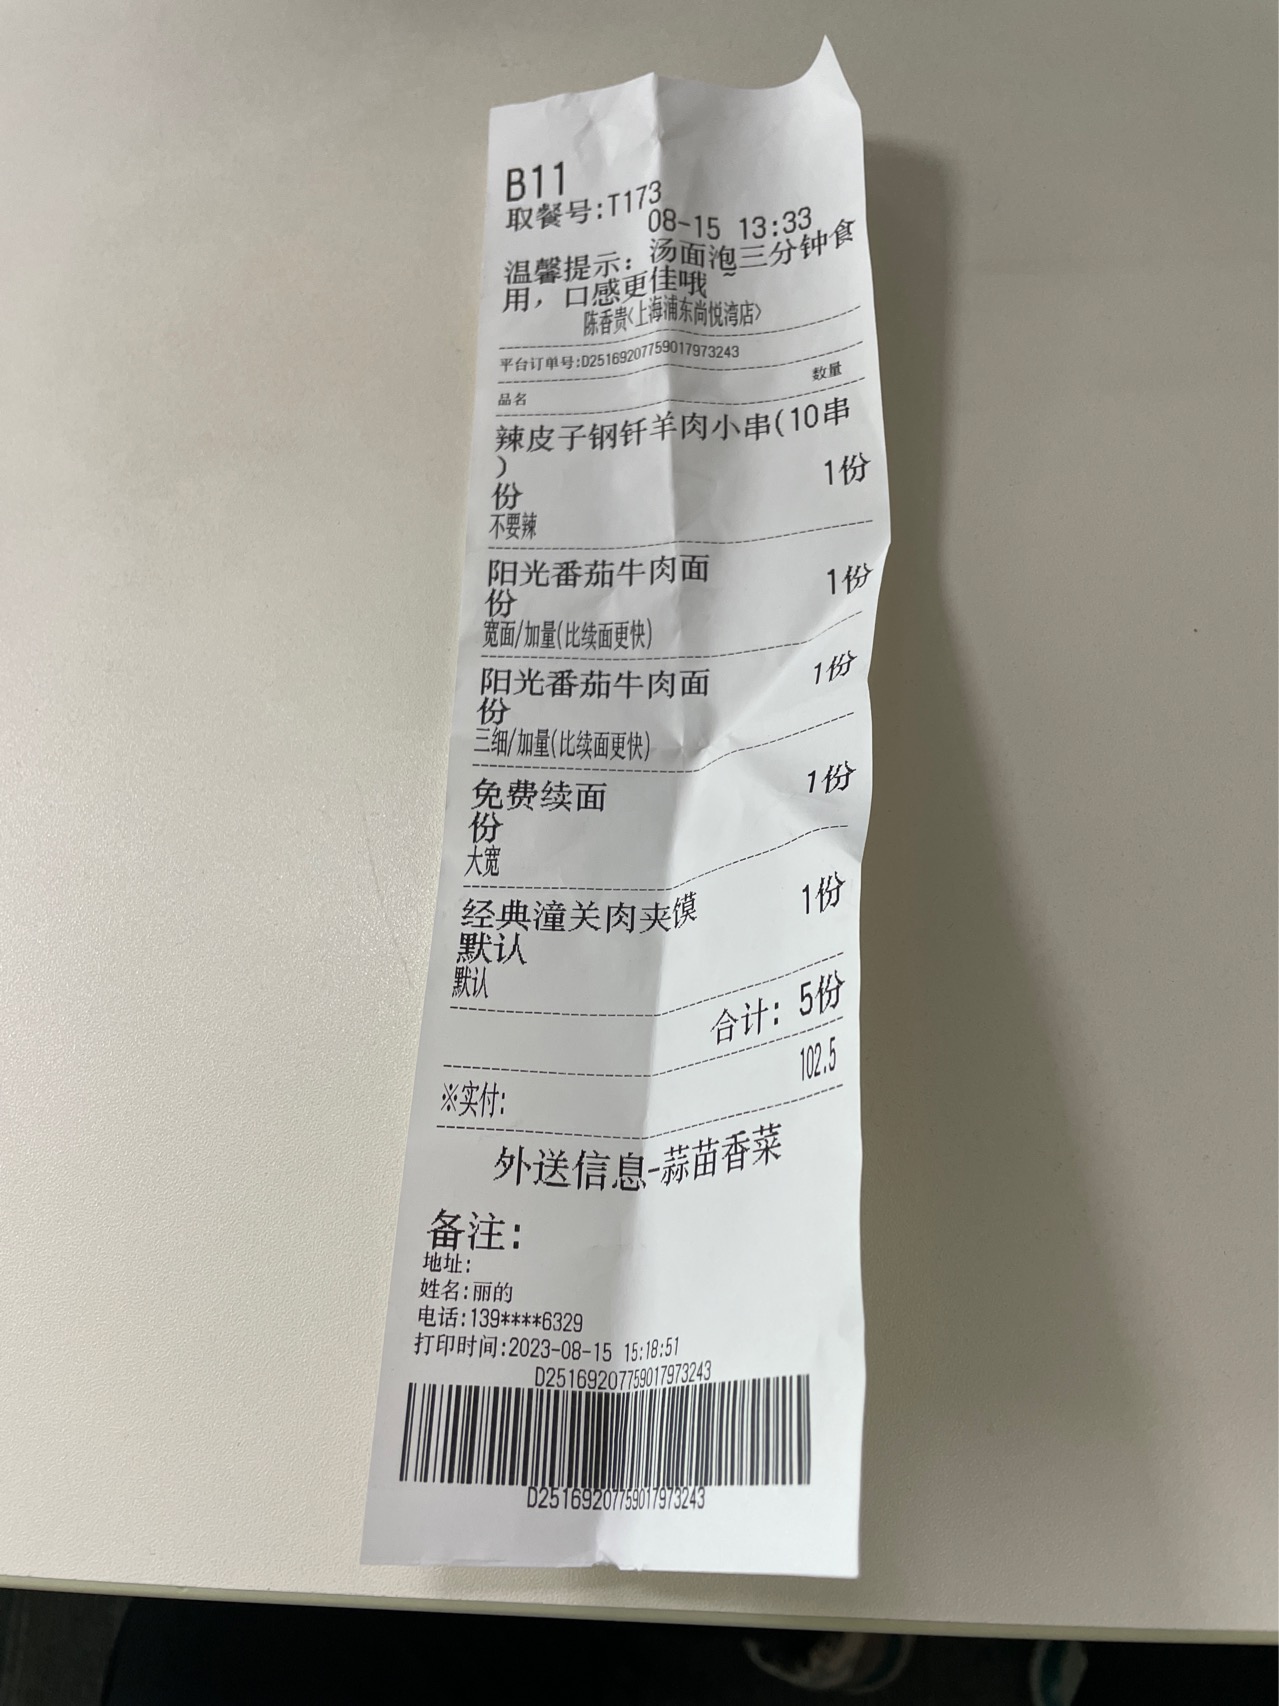 B11
取餐号:T173
08-15 13:33
温馨提示：汤面泡三分钟食
用，口感更佳哦~
陈香贵<上海浦东尚悦湾店>
平台订单号:D251692077590179​73243
品名 数量
辣皮子钢钎羊肉小串(10串
) 1份
份
不要辣
阳光番茄牛肉面 1份
份
宽面/加量(比续面更快)
阳光番茄牛肉面 1份
份
三细/加量(比续面更快)
免费续面 1份
份
大宽
经典潼关肉夹馍 1份
默认
默认
合计：5份
102.5
※实付:
外送信息-蒜苗香菜
备注:
地址:
姓名:丽的
电话:139****6329
打印时间:2023-08-15 15:18:51
D25169207759017973243
D25169207759017973243